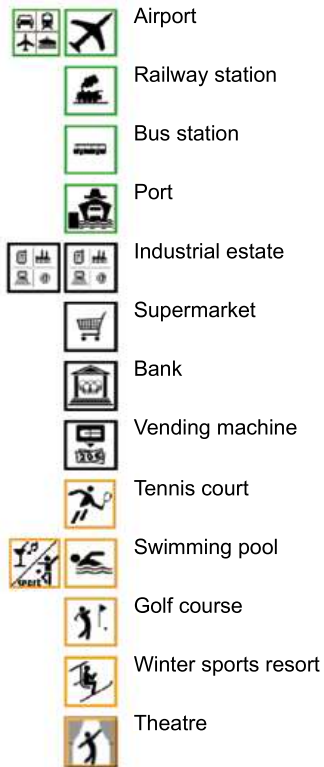 Airport
Railway station
Bus station
Port
Industrial estate
Supermarket
Bank
Vending machine
Tennis court
Swimming pool
sport
Golf course
Winter sports resort
Theatre